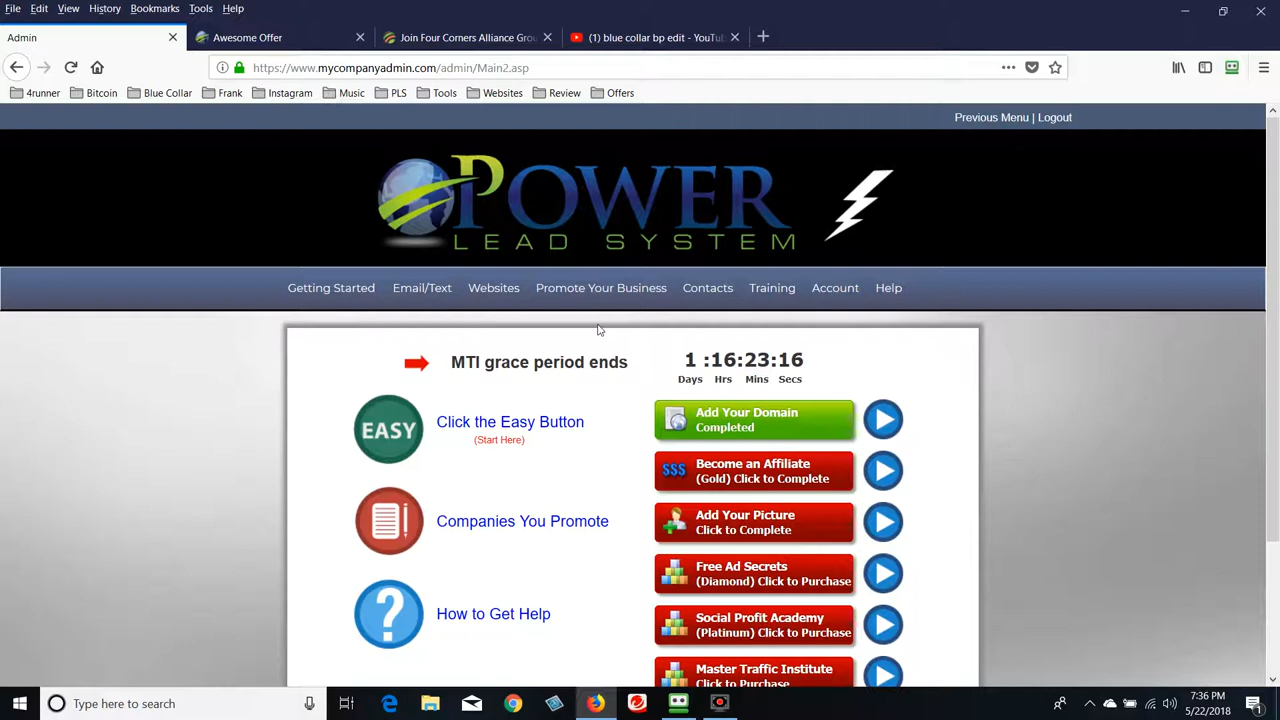 File Edit View History Bookmarks Tools Help
Admin
Awesome Offer
Join Four Corners Alliance Gro
(1) blue collar bp edit - YouTu
https://www.mycompanyadmin.com/admin/Main2.asp
4runner Bitcoin Blue Collar Frank Instagram Music PLS Tools Websites Review Offers
Previous Menu | Logout
POWER
LEAD SYSTEM
Getting Started Email/Text Websites Promote Your Business Contacts Training Account Help
MTI grace period ends
1 :16:23:16
Days Hrs Mins Secs
EASY
Click the Easy Button
(Start Here)
Companies You Promote
?
How to Get Help
Add Your Domain
Completed
$$$
Become an Affiliate
(Gold) Click to Complete
Add Your Picture
Click to Complete
Free Ad Secrets
(Diamond) Click to Purchase
Social Profit Academy
(Platinum) Click to Purchase
Master Traffic Institute
Click to Purchase
Type here to search
7:36 PM
5/22/2018